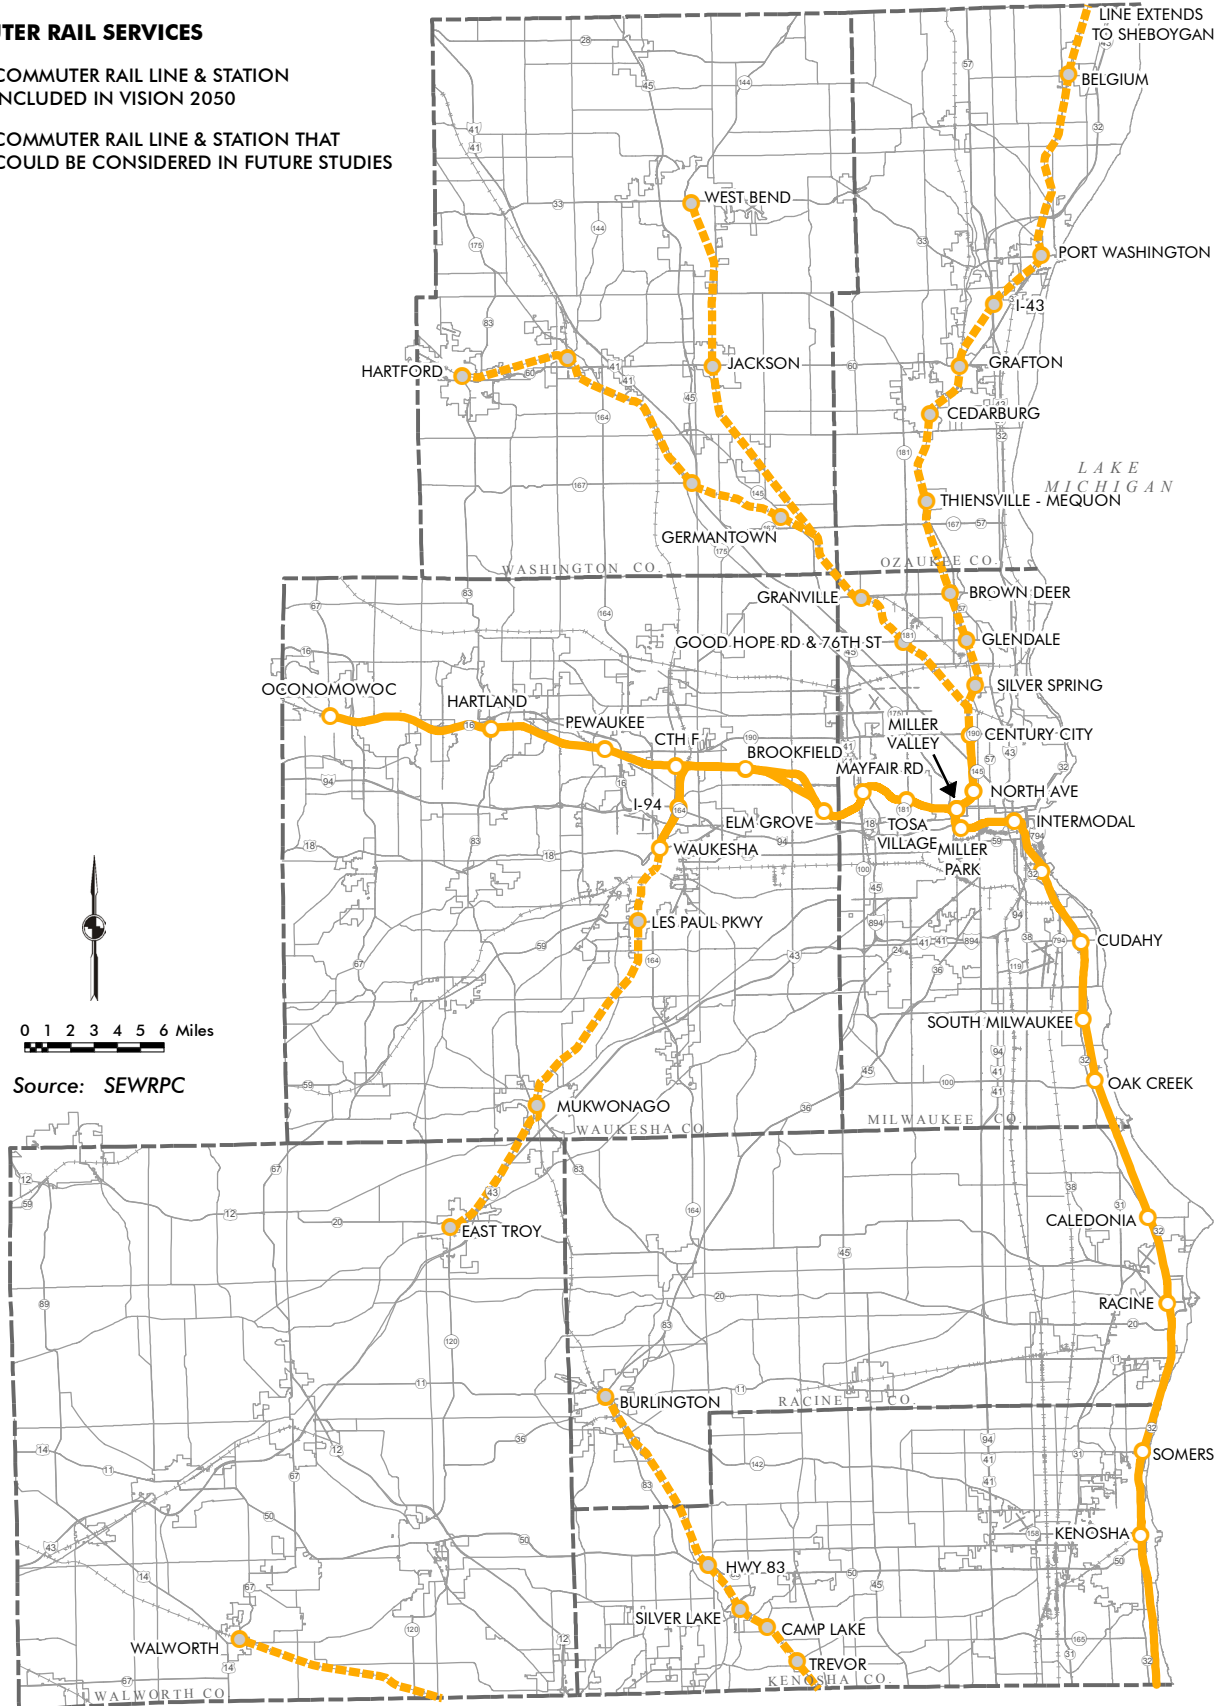 UTER RAIL SERVICES
COMMUTER RAIL LINE & STATION
NCLUDED IN VISION 2050
COMMUTER RAIL LINE & STATION THAT
COULD BE CONSIDERED IN FUTURE STUDIES
LINE EXTENDS
TO SHEBOYGAN
BELGIUM
WEST BEND
PORT WASHINGTON
I-43
HARTFORD
JACKSON
GRAFTON
CEDARBURG
LAKE
MICHIGAN
THIENSVILLE - MEQUON
GERMANTOWN
WASHINGTON CO.
OZAUKEE CO.
GRANVILLE
BROWN DEER
GOOD HOPE RD & 76TH ST
GLENDALE
SILVER SPRING
OCONOMOWOC
HARTLAND
PEWAUKEE
CTH F
BROOKFIELD
MILLER
VALLEY
CENTURY CITY
MAYFAIR RD
NORTH AVE
I-94
ELM GROVE
TOSA
VILLAGE
INTERMODAL
WAUKESHA
MILLER
PARK
LES PAUL PKWY
CUDAHY
SOUTH MILWAUKEE
0 1 2 3 4 5 6 Miles
Source: SEWRPC
OAK CREEK
MUKWONAGO
WAUKESHA CO.
MILWAUKEE CO.
EAST TROY
CALEDONIA
RACINE
BURLINGTON
RACINE CO.
SOMERS
KENOSHA
HWY 83
SILVER LAKE
CAMP LAKE
WALWORTH
TREVOR
KENOSHA CO.
WALWORTH CO